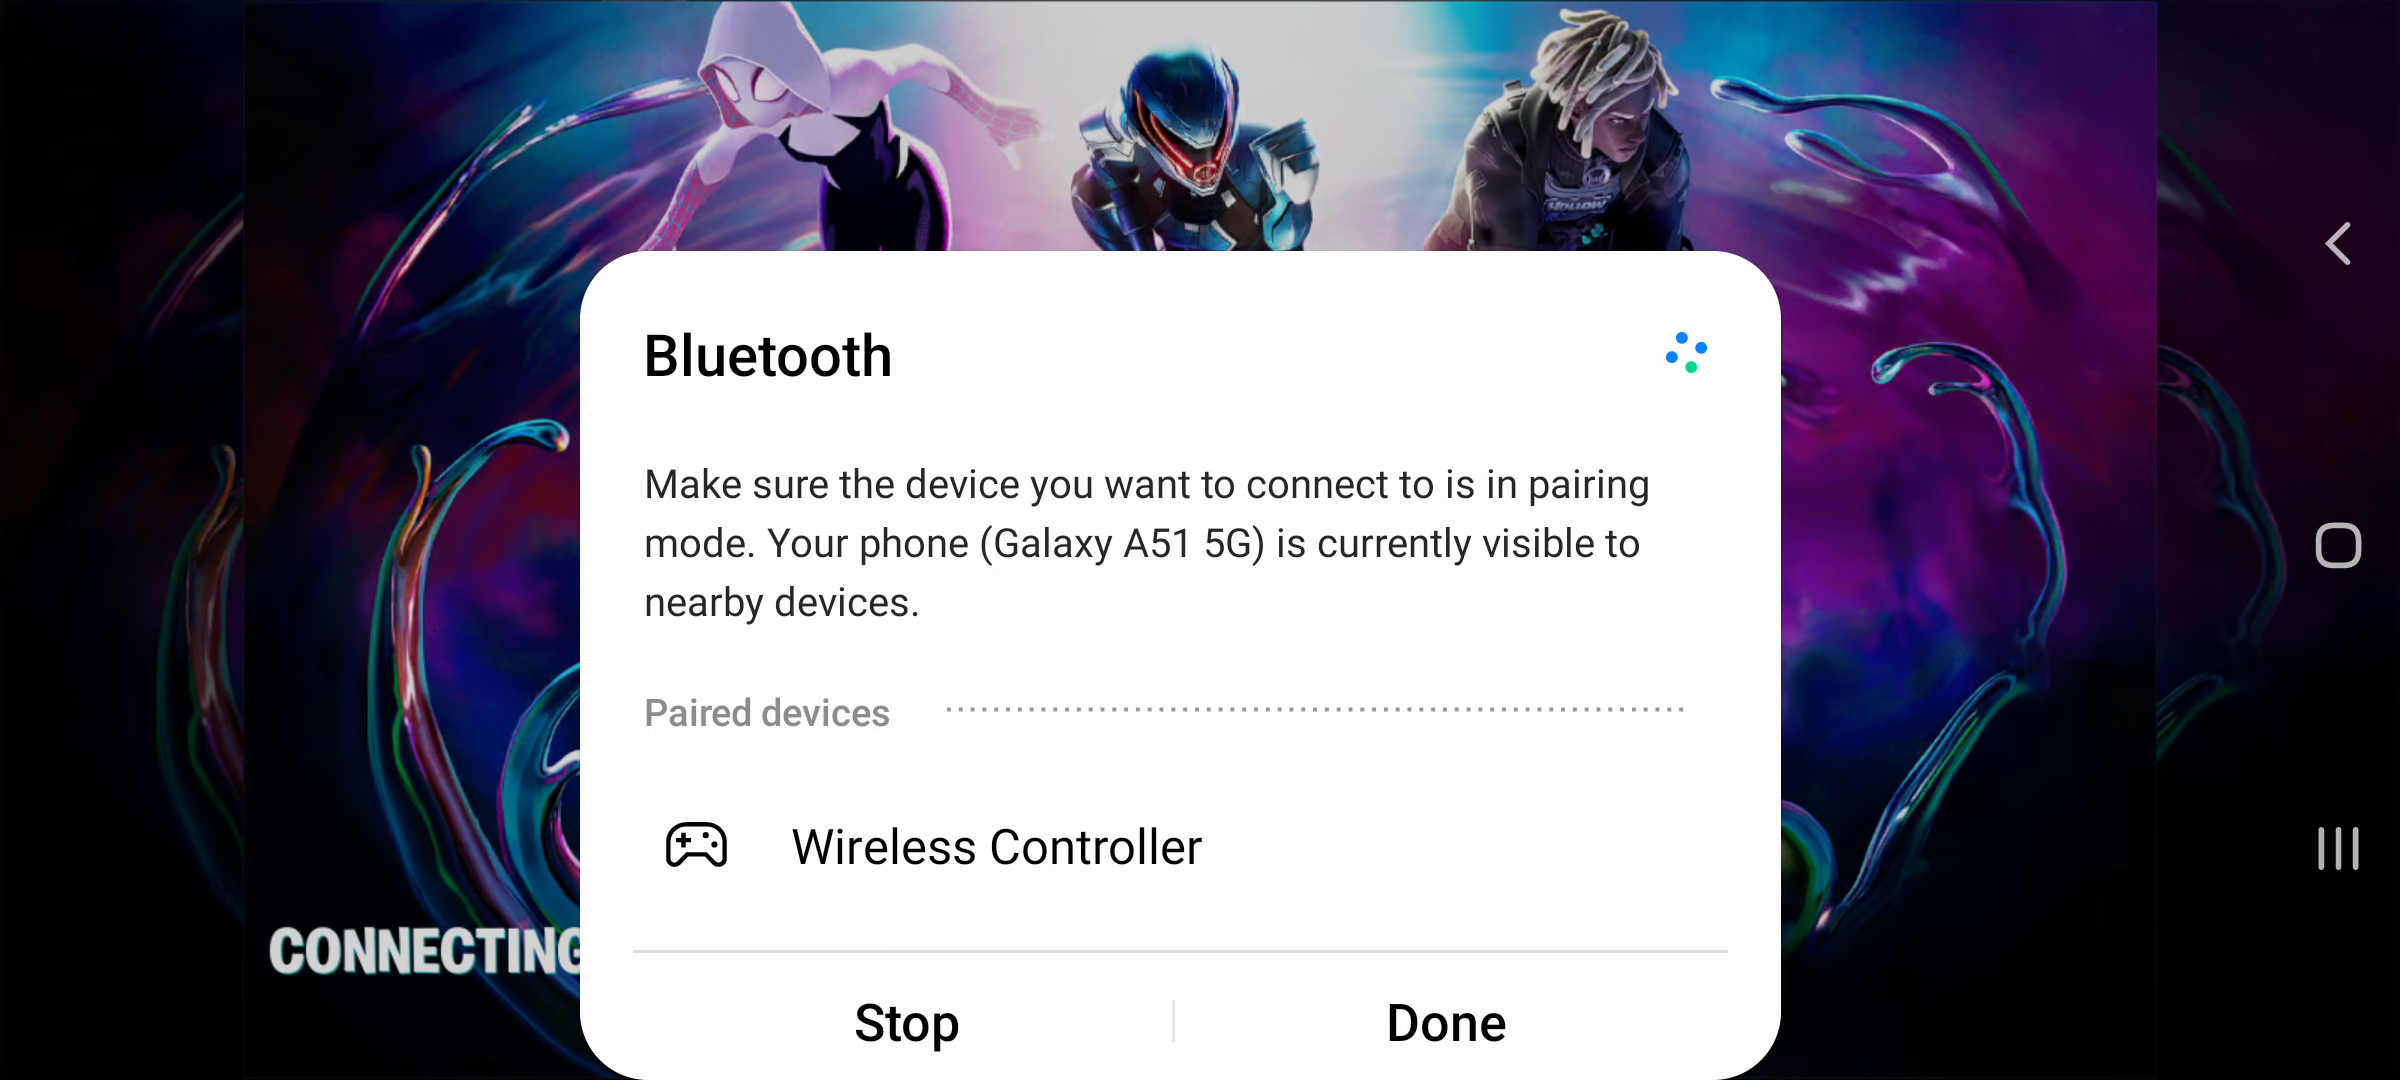 HOLLOW
Bluetooth
Make sure the device you want to connect to is in pairing
mode. Your phone (Galaxy A51 5G) is currently visible to
nearby devices.
Paired devices
Wireless Controller
CONNECTING
Stop
Done